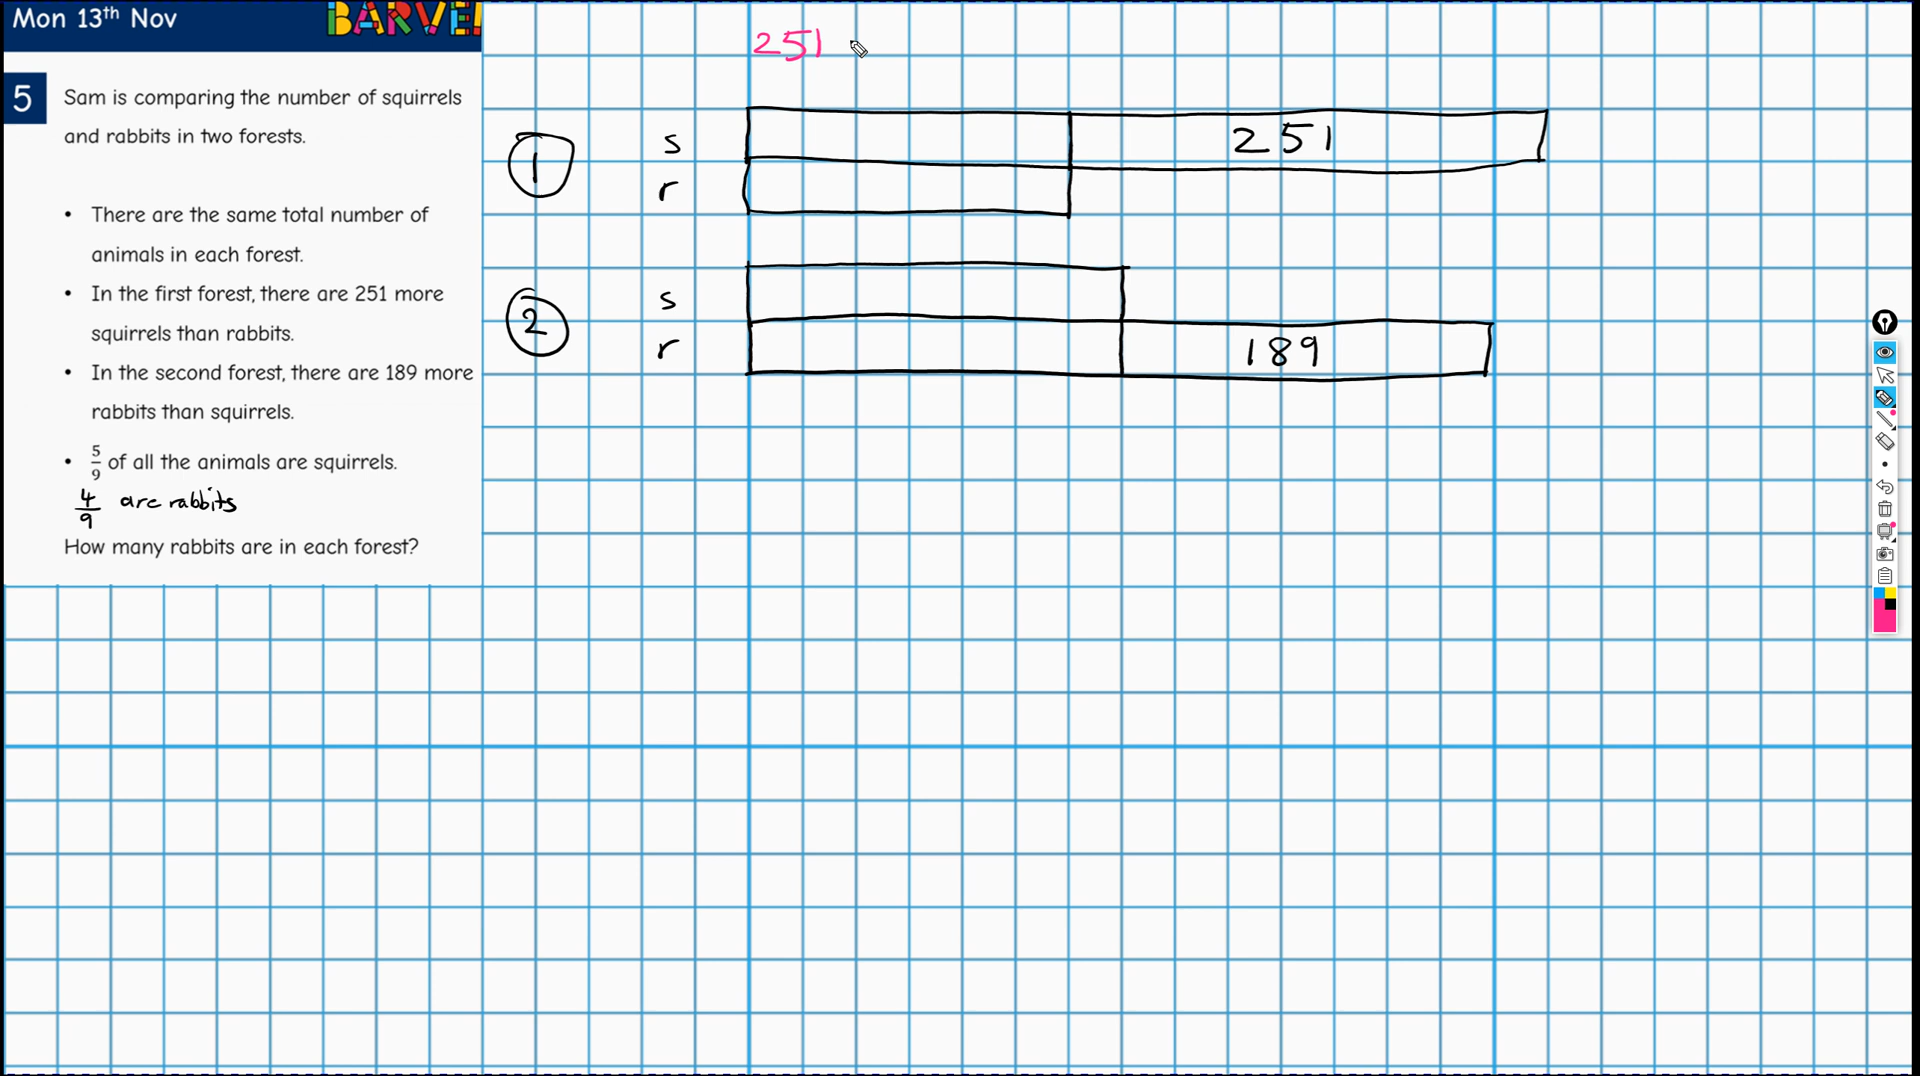 Mon 13th Nov
BARVE
251
5
Sam is comparing the number of squirrels
and rabbits in two forests.
• There are the same total number of
animals in each forest.
• In the first forest, there are 251 more
squirrels than rabbits.
• In the second forest, there are 189 more
rabbits than squirrels.
• 5/9 of all the animals are squirrels.
4/9 are rabbits
How many rabbits are in each forest?
1
s
251
r
2
s
r
189